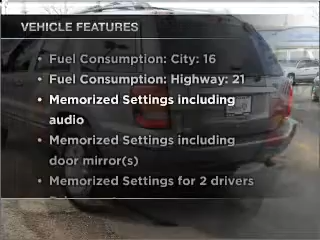 VEHICLE FEATURES
• Fuel Consumption: City: 16
• Fuel Consumption: Highway: 21
• Memorized Settings including
audio
• Memorized Settings including
door mirror(s)
• Memorized Settings for 2 drivers